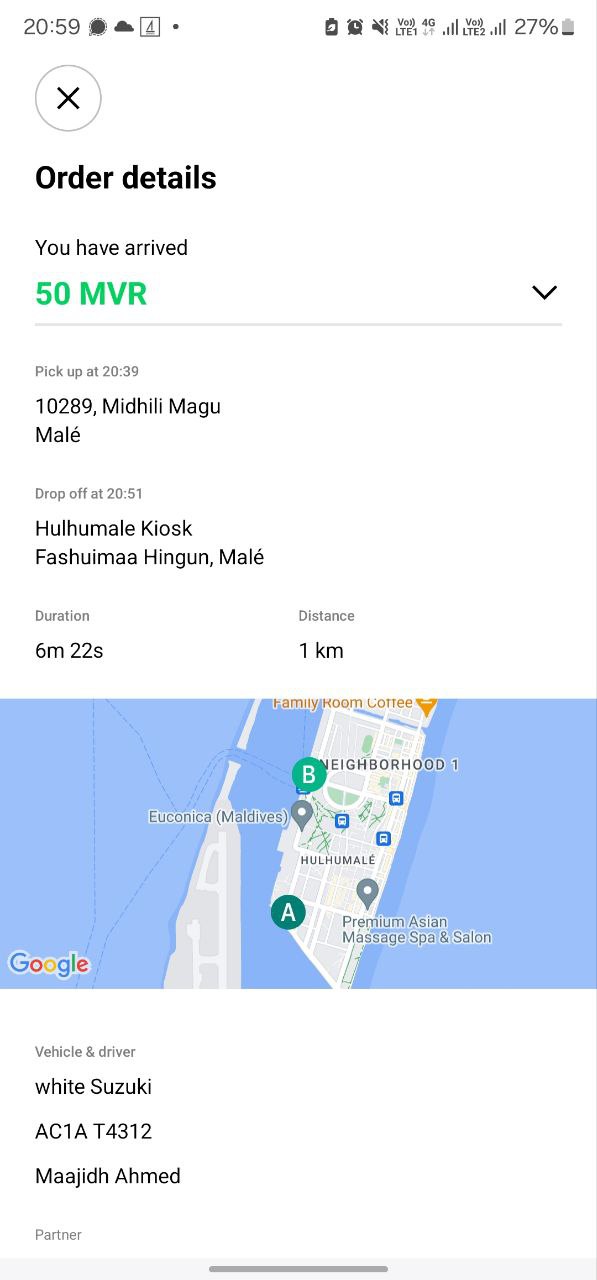 20:59
Vo)) LTE1 4G Vo)) LTE2 27%
Order details
You have arrived
50 MVR
Pick up at 20:39
10289, Midhili Magu
Malé
Drop off at 20:51
Hulhumale Kiosk
Fashuimaa Hingun, Malé
Duration
Distance
6m 22s
1 km
Family Room Coffee
B
NEIGHBORHOOD 1
Euconica (Maldives)
HULHUMALÉ
A
Premium Asian
Massage Spa & Salon
Google
Vehicle & driver
white Suzuki
AC1A T4312
Maajidh Ahmed
Partner